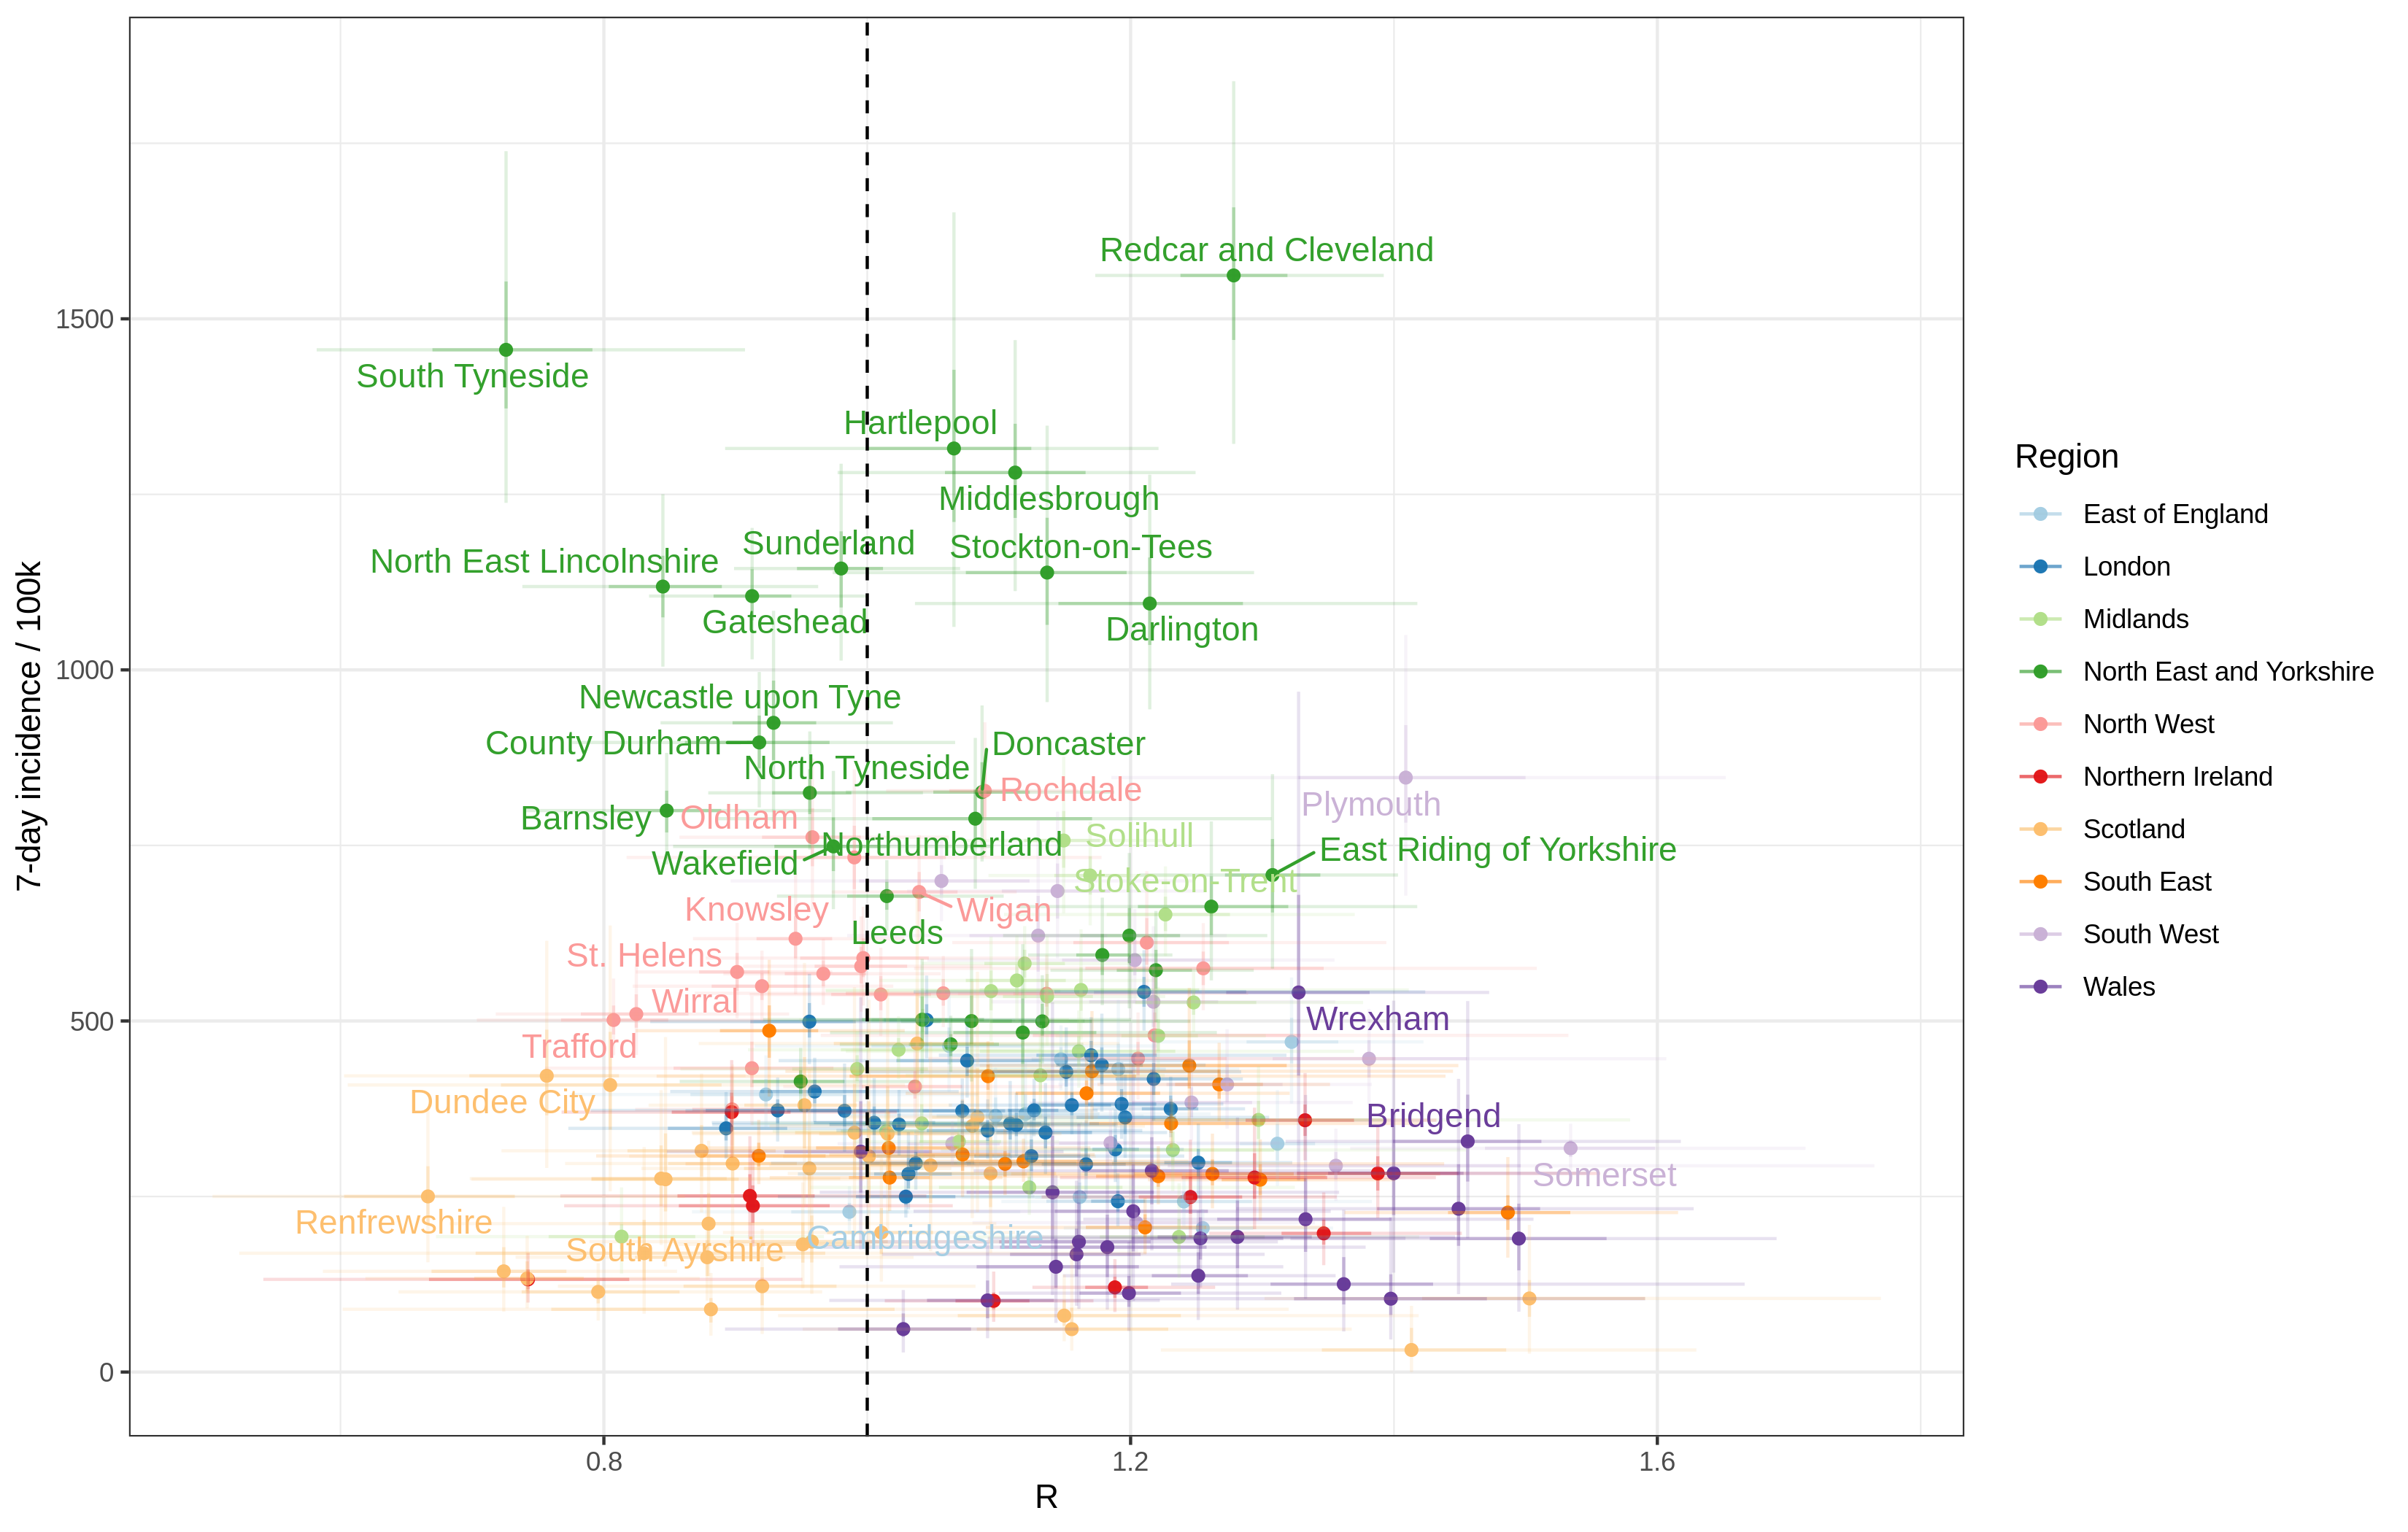 Redcar and Cleveland
1500
South Tyneside
Hartlepool
Middlesbrough
Sunderland
Stockton-on-Tees
North East Lincolnshire
Gateshead
Darlington
1000
Newcastle upon Tyne
County Durham
Doncaster
North Tyneside
Rochdale
Plymouth
Barnsley
Oldham
Solihull
Northumberland
East Riding of Yorkshire
Wakefield
Stoke-on-Trent
Knowsley
Wigan
Leeds
St. Helens
Wirral
500
Wrexham
Trafford
Dundee City
Bridgend
Somerset
Renfrewshire
South Ayrshire
Cambridgeshire
0
0.8
1.2
1.6
R
7-day incidence / 100k
Region
East of England
London
Midlands
North East and Yorkshire
North West
Northern Ireland
Scotland
South East
South West
Wales